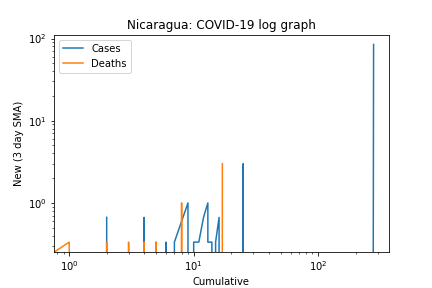 Nicaragua: COVID-19 log graph
Cases
Deaths
10²
10¹
10⁰
New (3 day SMA)
10⁰ 10¹ 10²
Cumulative